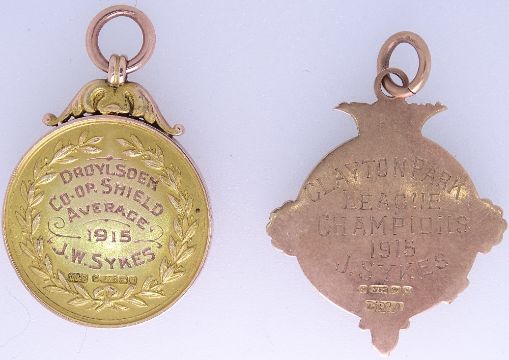 DROYLSDEN
CO-OP. SHIELD
AVERAGE
1915
J.W. SYKES
CLAYTON PARK
LEAGUE
CHAMPIONS
1915
J. SYKES